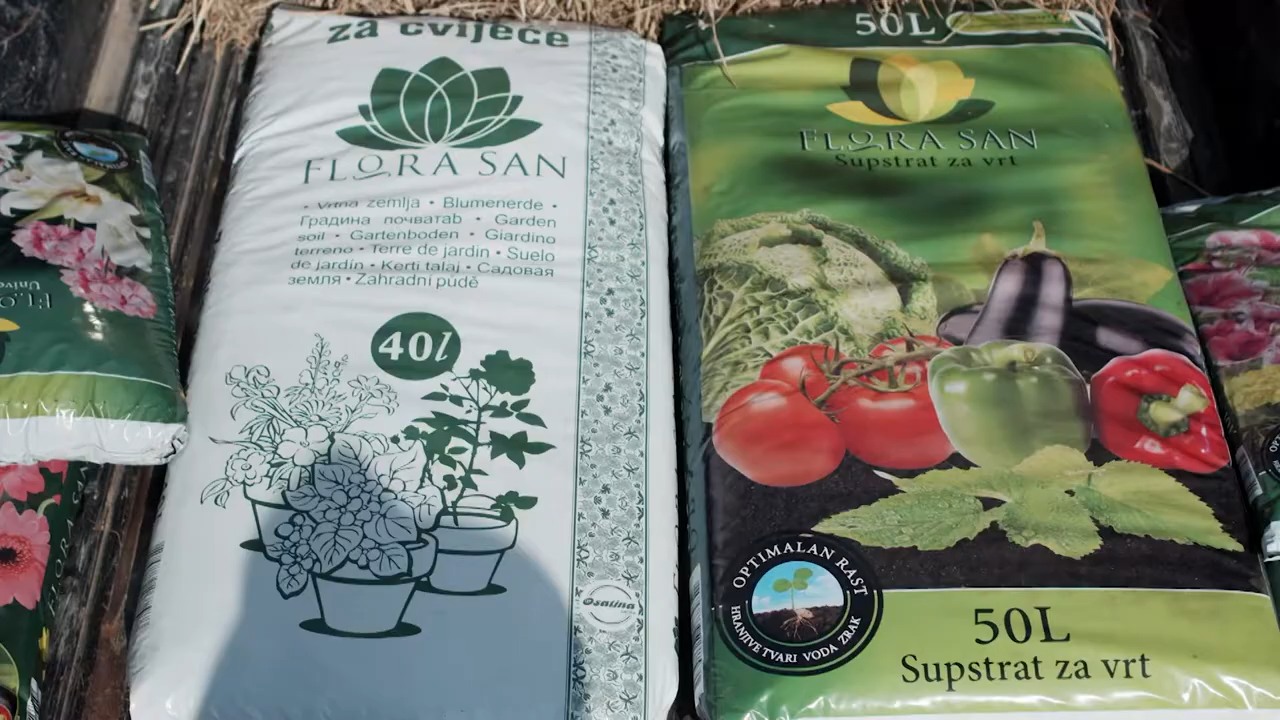 za cvijeće
FLORA SAN
• Vrtna zemlja • Blumenerde •
Градина почватаb • Garden
soil • Gartenboden • Giardino
terreno • Terre de jardin • Suelo
de jardín • Kerti talaj • Садовая
земля • Zahradní pudě
40l
Osatina
50L
FLORA SAN
Supstrat za vrt
OPTIMALAN RAST
HRANJIVE TVARI VODA ZRAK
50L
Supstrat za vrt